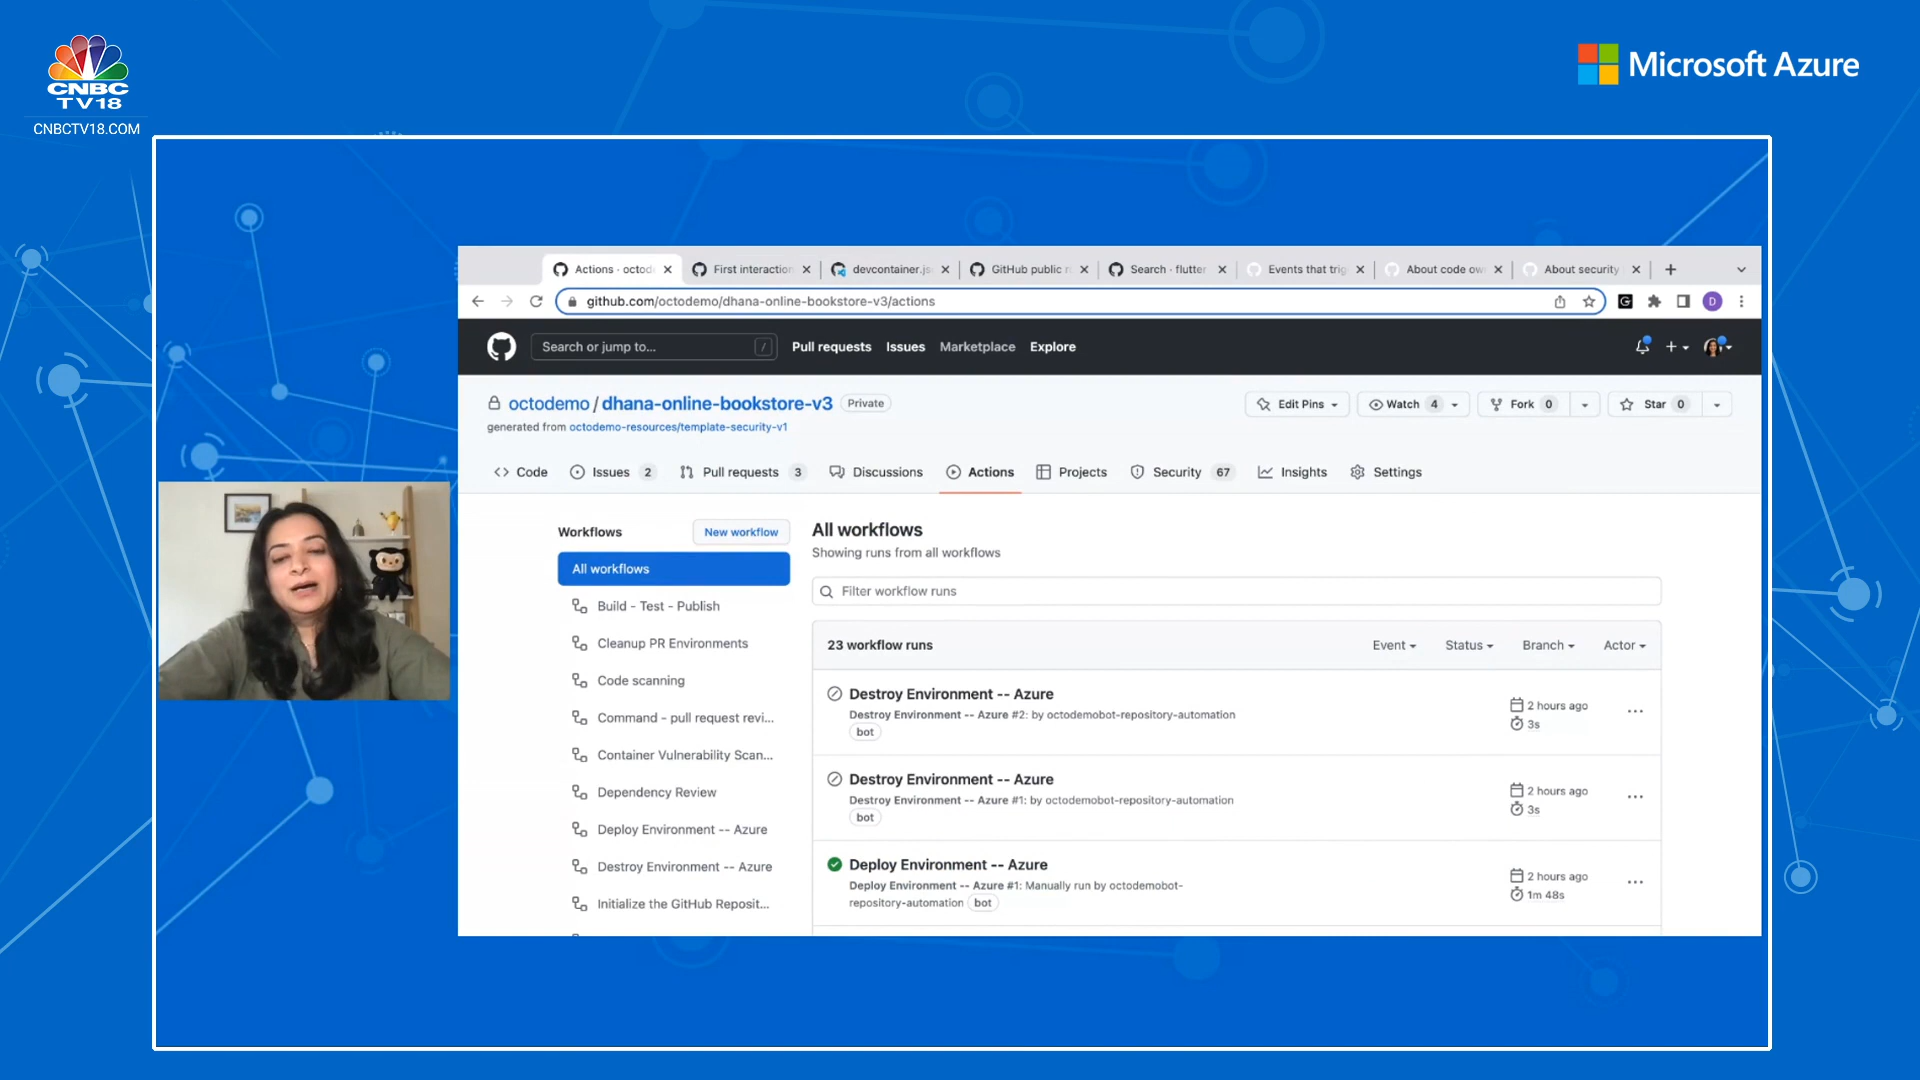 CNBC
TV18
CNBCTV18.COM
Microsoft Azure
Actions · octod
First interaction
devcontainer.js
GitHub public r
Search · flutter
Events that trig
About code ow
About security
github.com/octodemo/dhana-online-bookstore-v3/actions
D
Search or jump to...
/
Pull requests
Issues
Marketplace
Explore
octodemo / dhana-online-bookstore-v3
Private
Edit Pins
Watch 4
Fork 0
Star 0
generated from octodemo-resources/template-security-v1
Code
Issues 2
Pull requests 3
Discussions
Actions
Projects
Security 67
Insights
Settings
Workflows
New workflow
All workflows
Build - Test - Publish
Cleanup PR Environments
Code scanning
Command - pull request revi...
Container Vulnerability Scan...
Dependency Review
Deploy Environment -- Azure
Destroy Environment -- Azure
Initialize the GitHub Reposit...
All workflows
Showing runs from all workflows
Filter workflow runs
23 workflow runs
Event
Status
Branch
Actor
Destroy Environment -- Azure
Destroy Environment -- Azure #2: by octodemobot-repository-automation
bot
2 hours ago
3s
Destroy Environment -- Azure
Destroy Environment -- Azure #1: by octodemobot-repository-automation
bot
2 hours ago
3s
Deploy Environment -- Azure
Deploy Environment -- Azure #1: Manually run by octodemobot-
repository-automation bot
2 hours ago
1m 48s